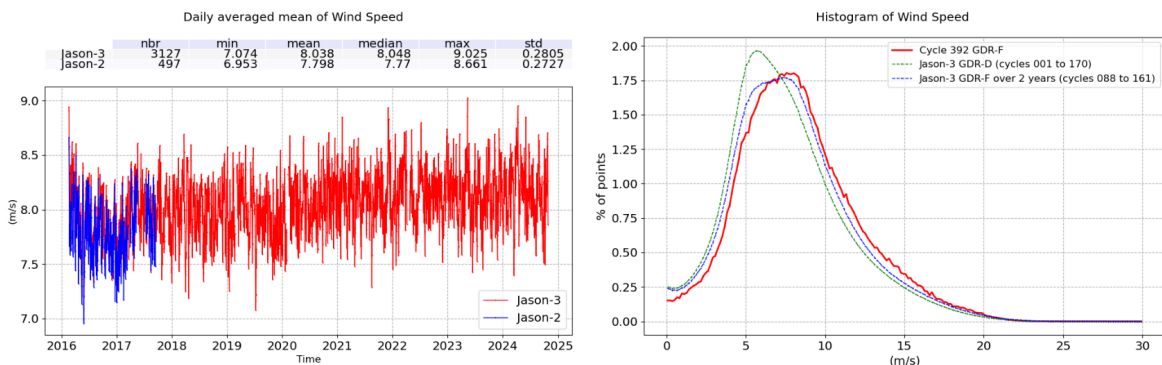 Daily averaged mean of Wind Speed
nbr min mean median max std
Jason-3 3127 7.074 8.038 8.048 9.025 0.2805
Jason-2 497 6.953 7.798 7.77 8.661 0.2727
9.0
8.5
8.0
7.5
7.0
(m/s)
2016 2017 2018 2019 2020 2021 2022 2023 2024 2025
Time
Jason-3
Jason-2
Histogram of Wind Speed
2.00
1.75
1.50
1.25
1.00
0.75
0.50
0.25
0.00
% of points
0 5 10 15 20 25 30
(m/s)
Cycle 392 GDR-F
Jason-3 GDR-D (cycles 001 to 170)
Jason-3 GDR-F over 2 years (cycles 088 to 161)